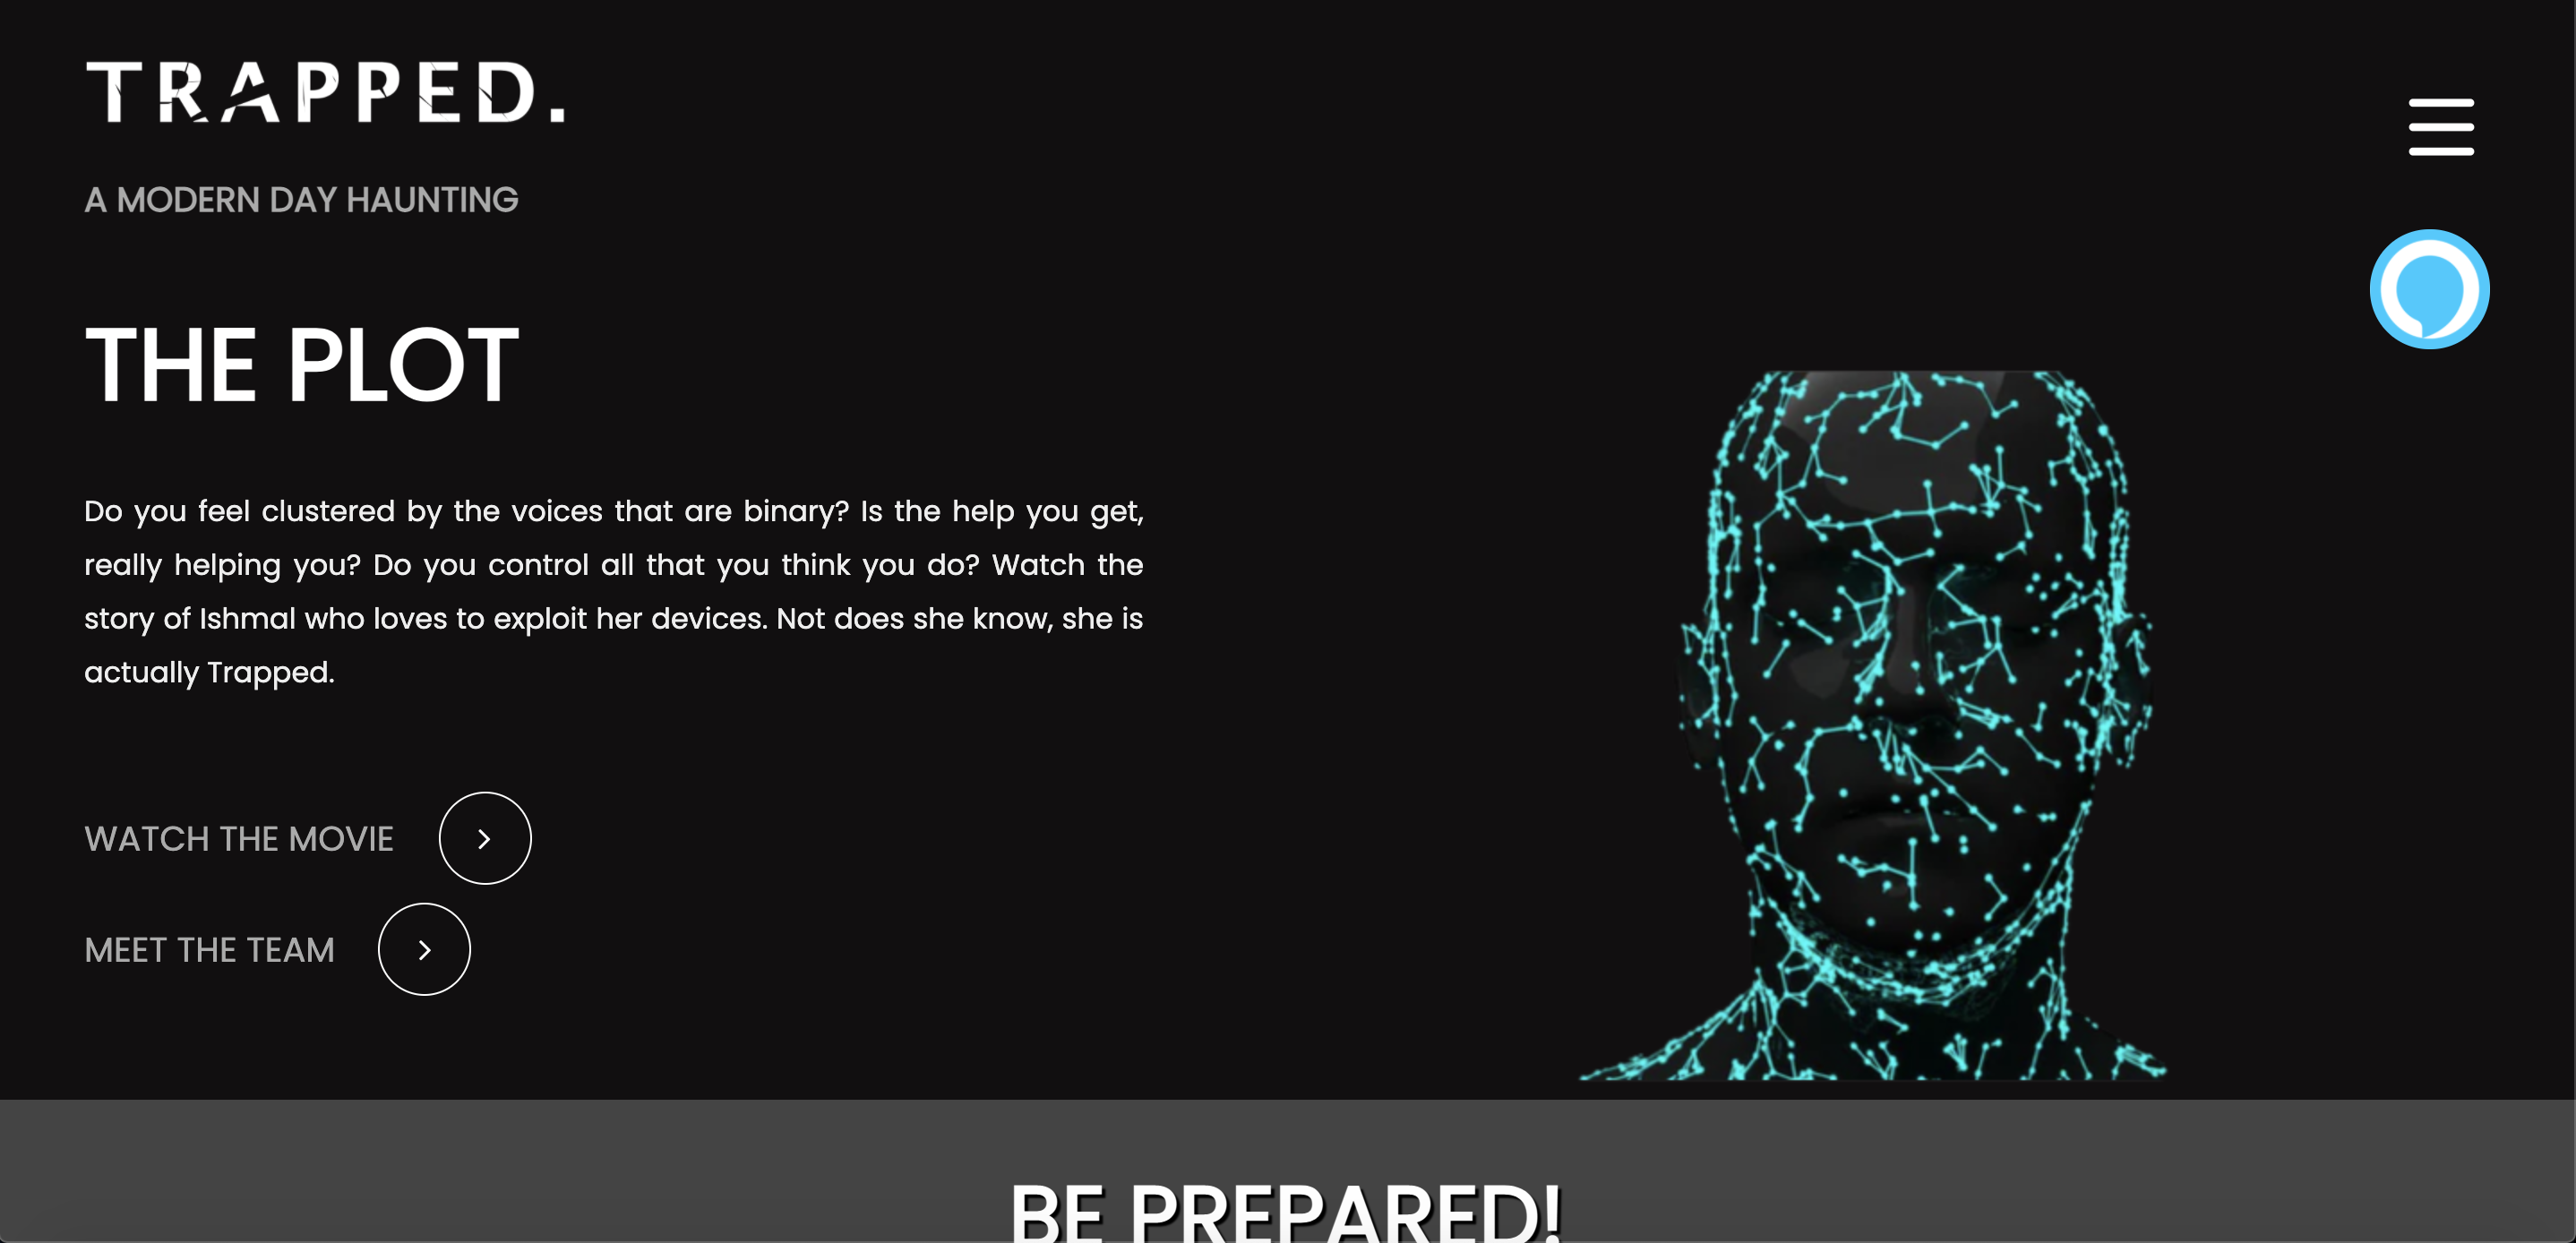 TRAPPED.
A MODERN DAY HAUNTING
THE PLOT
Do you feel clustered by the voices that are binary? Is the help you get,
really helping you? Do you control all that you think you do? Watch the
story of Ishmal who loves to exploit her devices. Not does she know, she is
actually Trapped.
WATCH THE MOVIE
MEET THE TEAM
BE PREPARED!